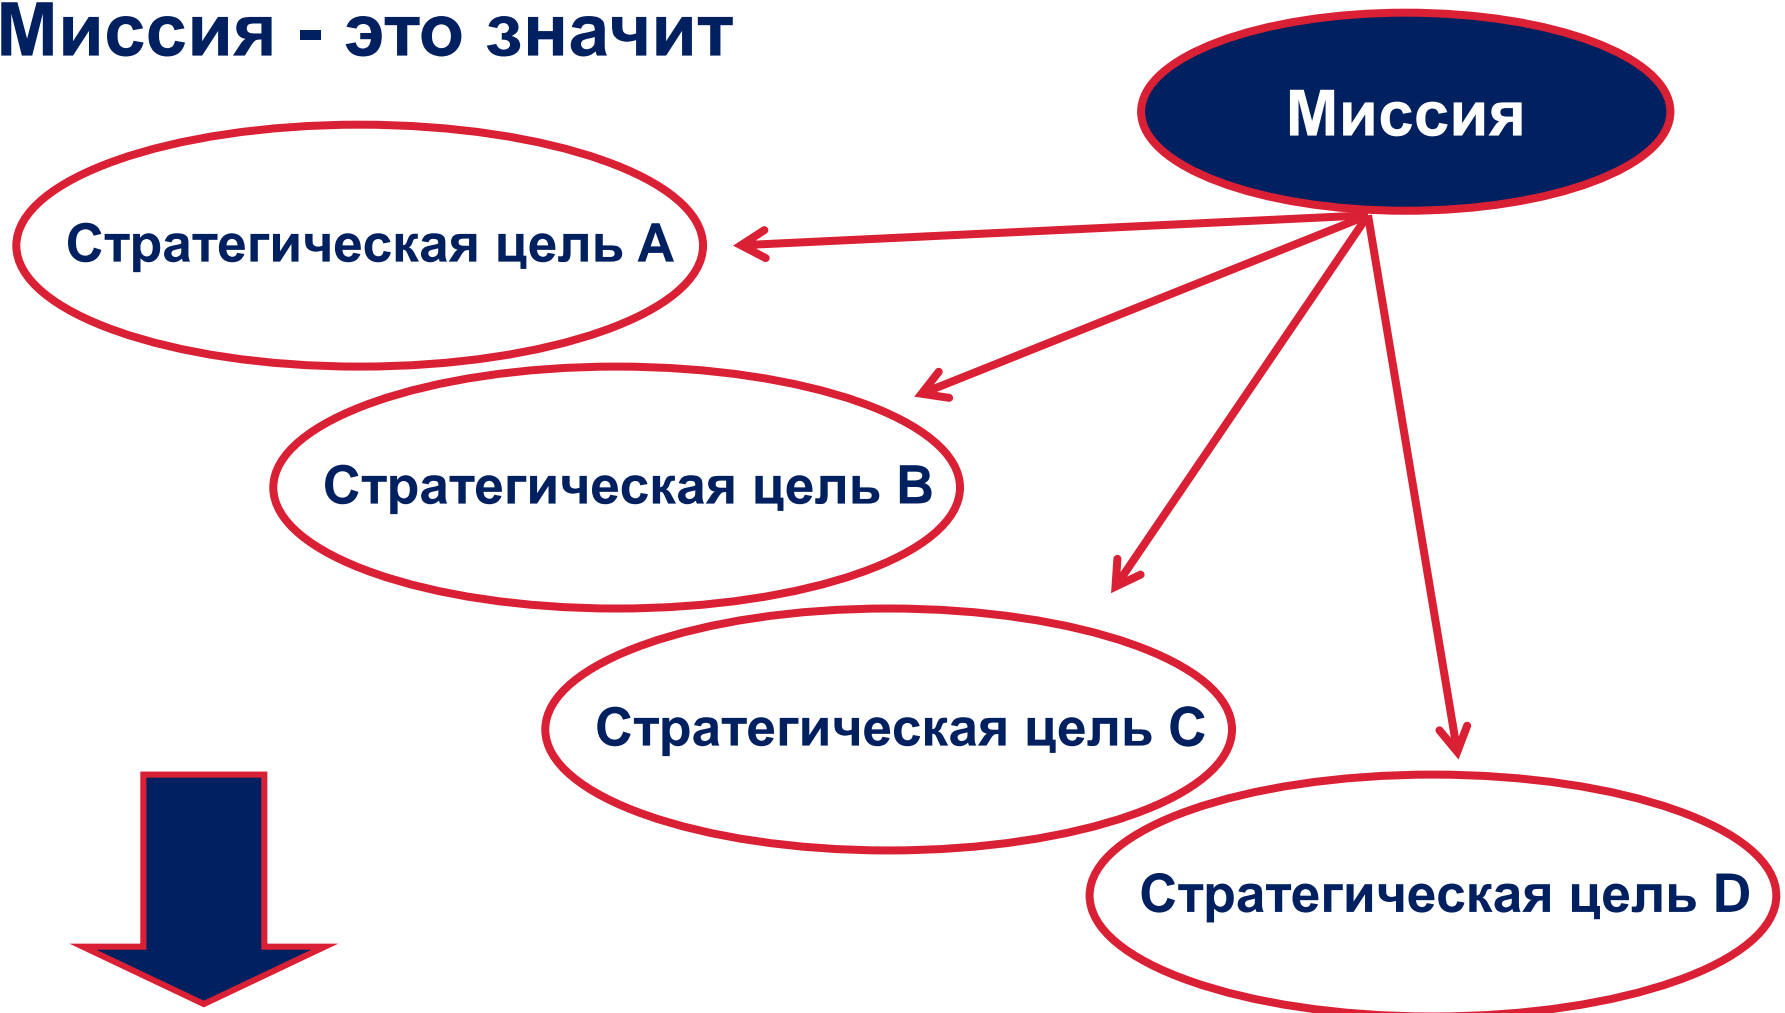 Миссия - это значит
Миссия
Стратегическая цель A
Стратегическая цель B
Стратегическая цель C
Стратегическая цель D